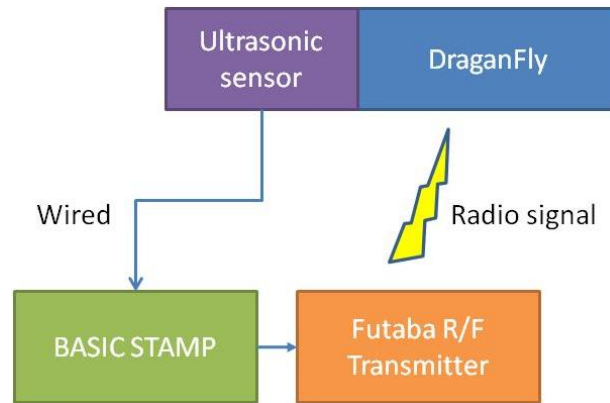 Ultrasonic
sensor
DraganFly
Wired
Radio signal
BASIC STAMP
Futaba R/F
Transmitter